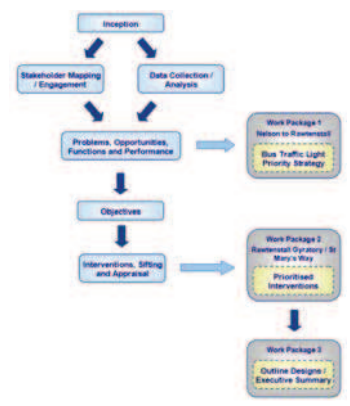 Inception
Stakeholder Mapping
/ Engagement
Data Collection /
Analysis
Problems, Opportunities,
Functions and Performance
Work Package 1
Nelson to Rawtenstall
Bus Traffic Light
Priority Strategy
Objectives
Interventions, Sifting
and Appraisal
Work Package 2
Rawtenstall Gyratory / St
Mary's Way
Prioritised
Interventions
Work Package 3
Outline Designs /
Executive Summary